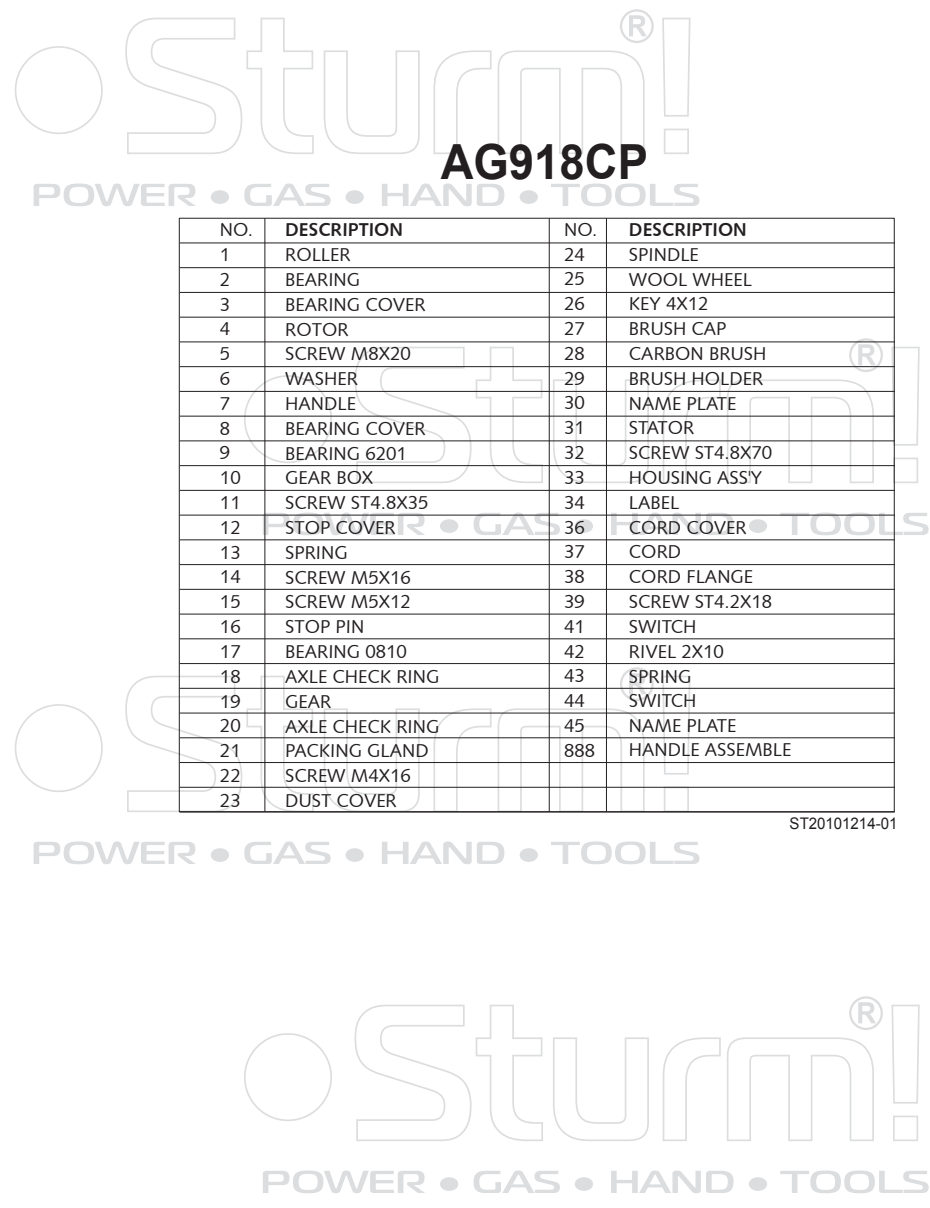 Sturm!®
AG918CP
POWER • GAS • HAND • TOOLS
NO. DESCRIPTION NO. DESCRIPTION
1 ROLLER 24 SPINDLE
2 BEARING 25 WOOL WHEEL
3 BEARING COVER 26 KEY 4X12
4 ROTOR 27 BRUSH CAP
5 SCREW M8X20 28 CARBON BRUSH
6 WASHER 29 BRUSH HOLDER
7 HANDLE 30 NAME PLATE
8 BEARING COVER 31 STATOR
9 BEARING 6201 32 SCREW ST4.8X70
10 GEAR BOX 33 HOUSING ASS'Y
11 SCREW ST4.8X35 34 LABEL
12 STOP COVER 36 CORD COVER
13 SPRING 37 CORD
14 SCREW M5X16 38 CORD FLANGE
15 SCREW M5X12 39 SCREW ST4.2X18
16 STOP PIN 41 SWITCH
17 BEARING 0810 42 RIVEL 2X10
18 AXLE CHECK RING 43 SPRING
19 GEAR 44 SWITCH
20 AXLE CHECK RING 45 NAME PLATE
21 PACKING GLAND 888 HANDLE ASSEMBLE
22 SCREW M4X16
23 DUST COVER
ST20101214-01
Sturm!®
POWER • GAS • HAND • TOOLS
Sturm!®
POWER • GAS • HAND • TOOLS
Sturm!®
POWER • GAS • HAND • TOOLS